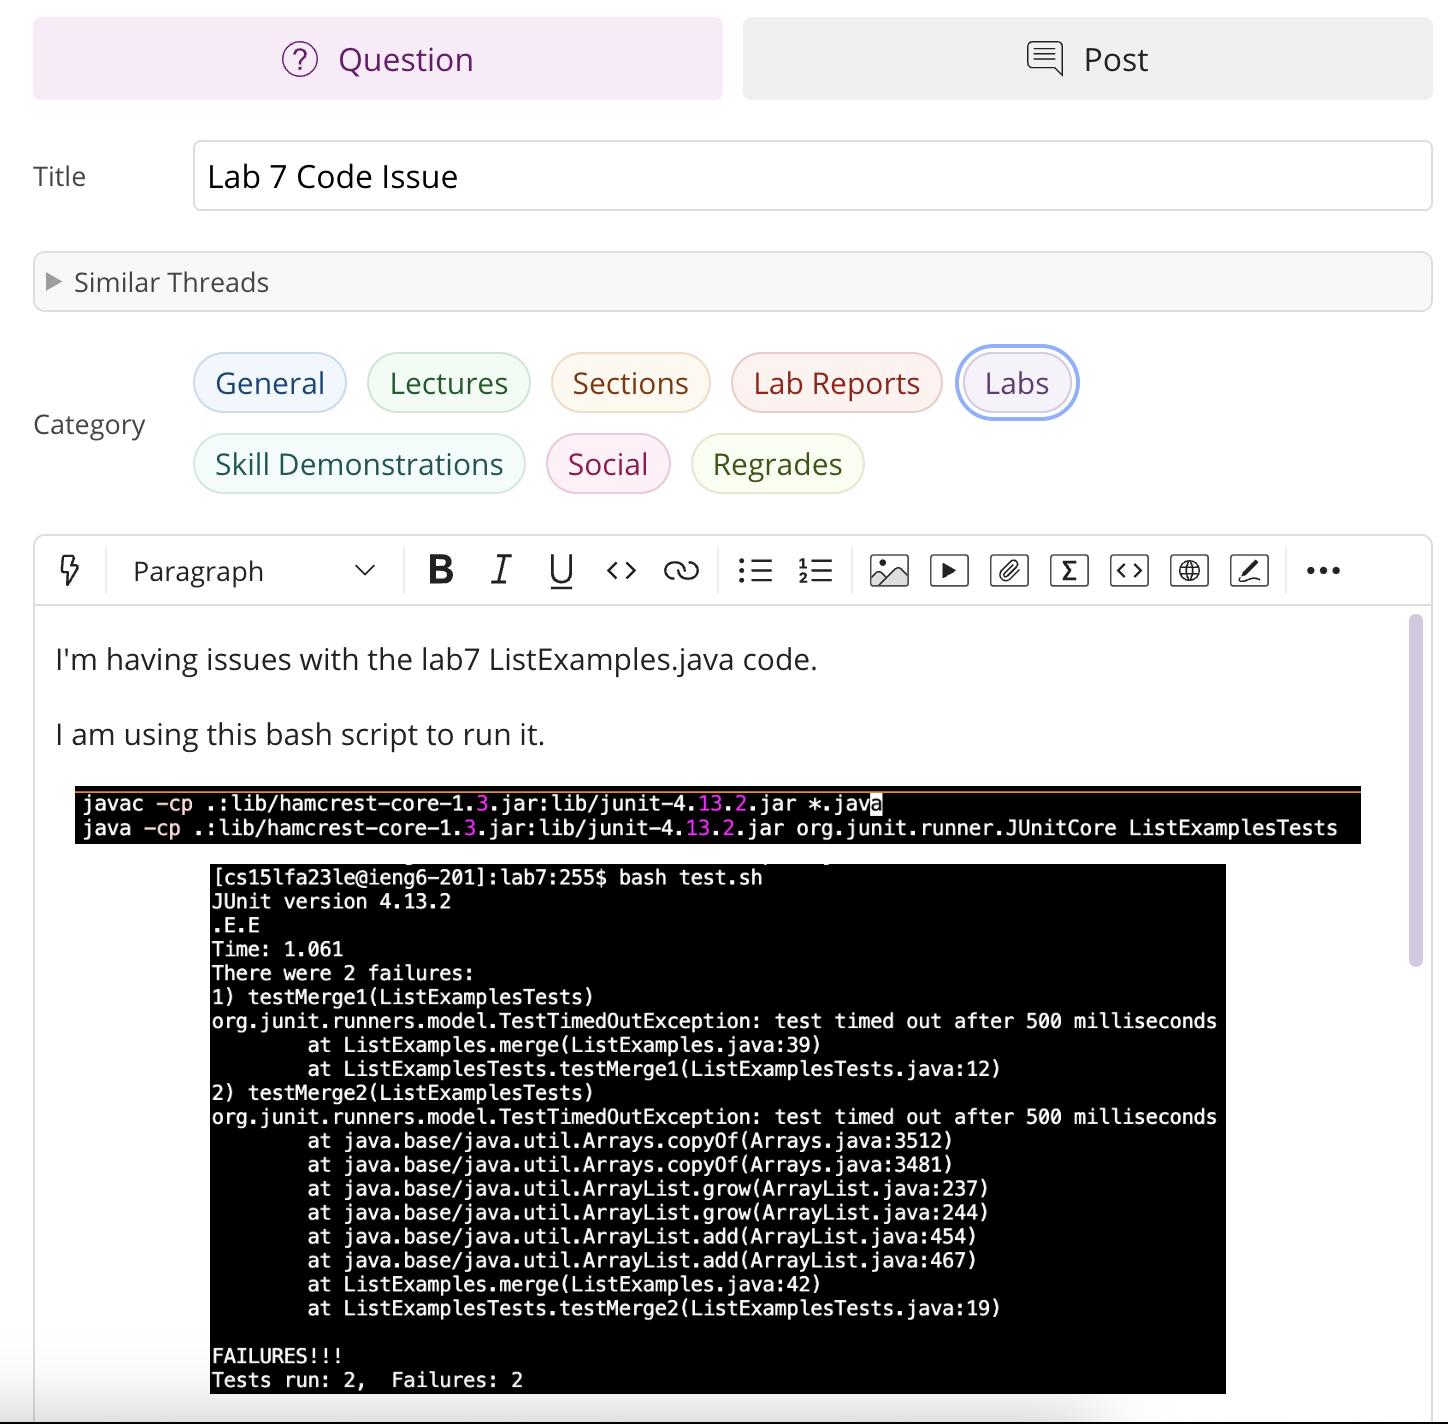 Question
Post
Title
Lab 7 Code Issue
Similar Threads
Category
General
Lectures
Sections
Lab Reports
Labs
Skill Demonstrations
Social
Regrades
Paragraph
B I U
I'm having issues with the lab7 ListExamples.java code.
I am using this bash script to run it.
javac -cp .:lib/hamcrest-core-1.3.jar:lib/junit-4.13.2.jar *.java
java -cp .:lib/hamcrest-core-1.3.jar:lib/junit-4.13.2.jar org.junit.runner.JUnitCore ListExamplesTests
[cs15lfa23le@ieng6-201]:lab7:255$ bash test.sh
JUnit version 4.13.2
.E.E
Time: 1.061
There were 2 failures:
1) testMerge1(ListExamplesTests)
org.junit.runners.model.TestTimedOutException: test timed out after 500 milliseconds
at ListExamples.merge(ListExamples.java:39)
at ListExamplesTests.testMerge1(ListExamplesTests.java:12)
2) testMerge2(ListExamplesTests)
org.junit.runners.model.TestTimedOutException: test timed out after 500 milliseconds
at java.base/java.util.Arrays.copyOf(Arrays.java:3512)
at java.base/java.util.Arrays.copyOf(Arrays.java:3481)
at java.base/java.util.ArrayList.grow(ArrayList.java:237)
at java.base/java.util.ArrayList.grow(ArrayList.java:244)
at java.base/java.util.ArrayList.add(ArrayList.java:454)
at java.base/java.util.ArrayList.add(ArrayList.java:467)
at ListExamples.merge(ListExamples.java:42)
at ListExamplesTests.testMerge2(ListExamplesTests.java:19)
FAILURES!!!
Tests run: 2,  Failures: 2